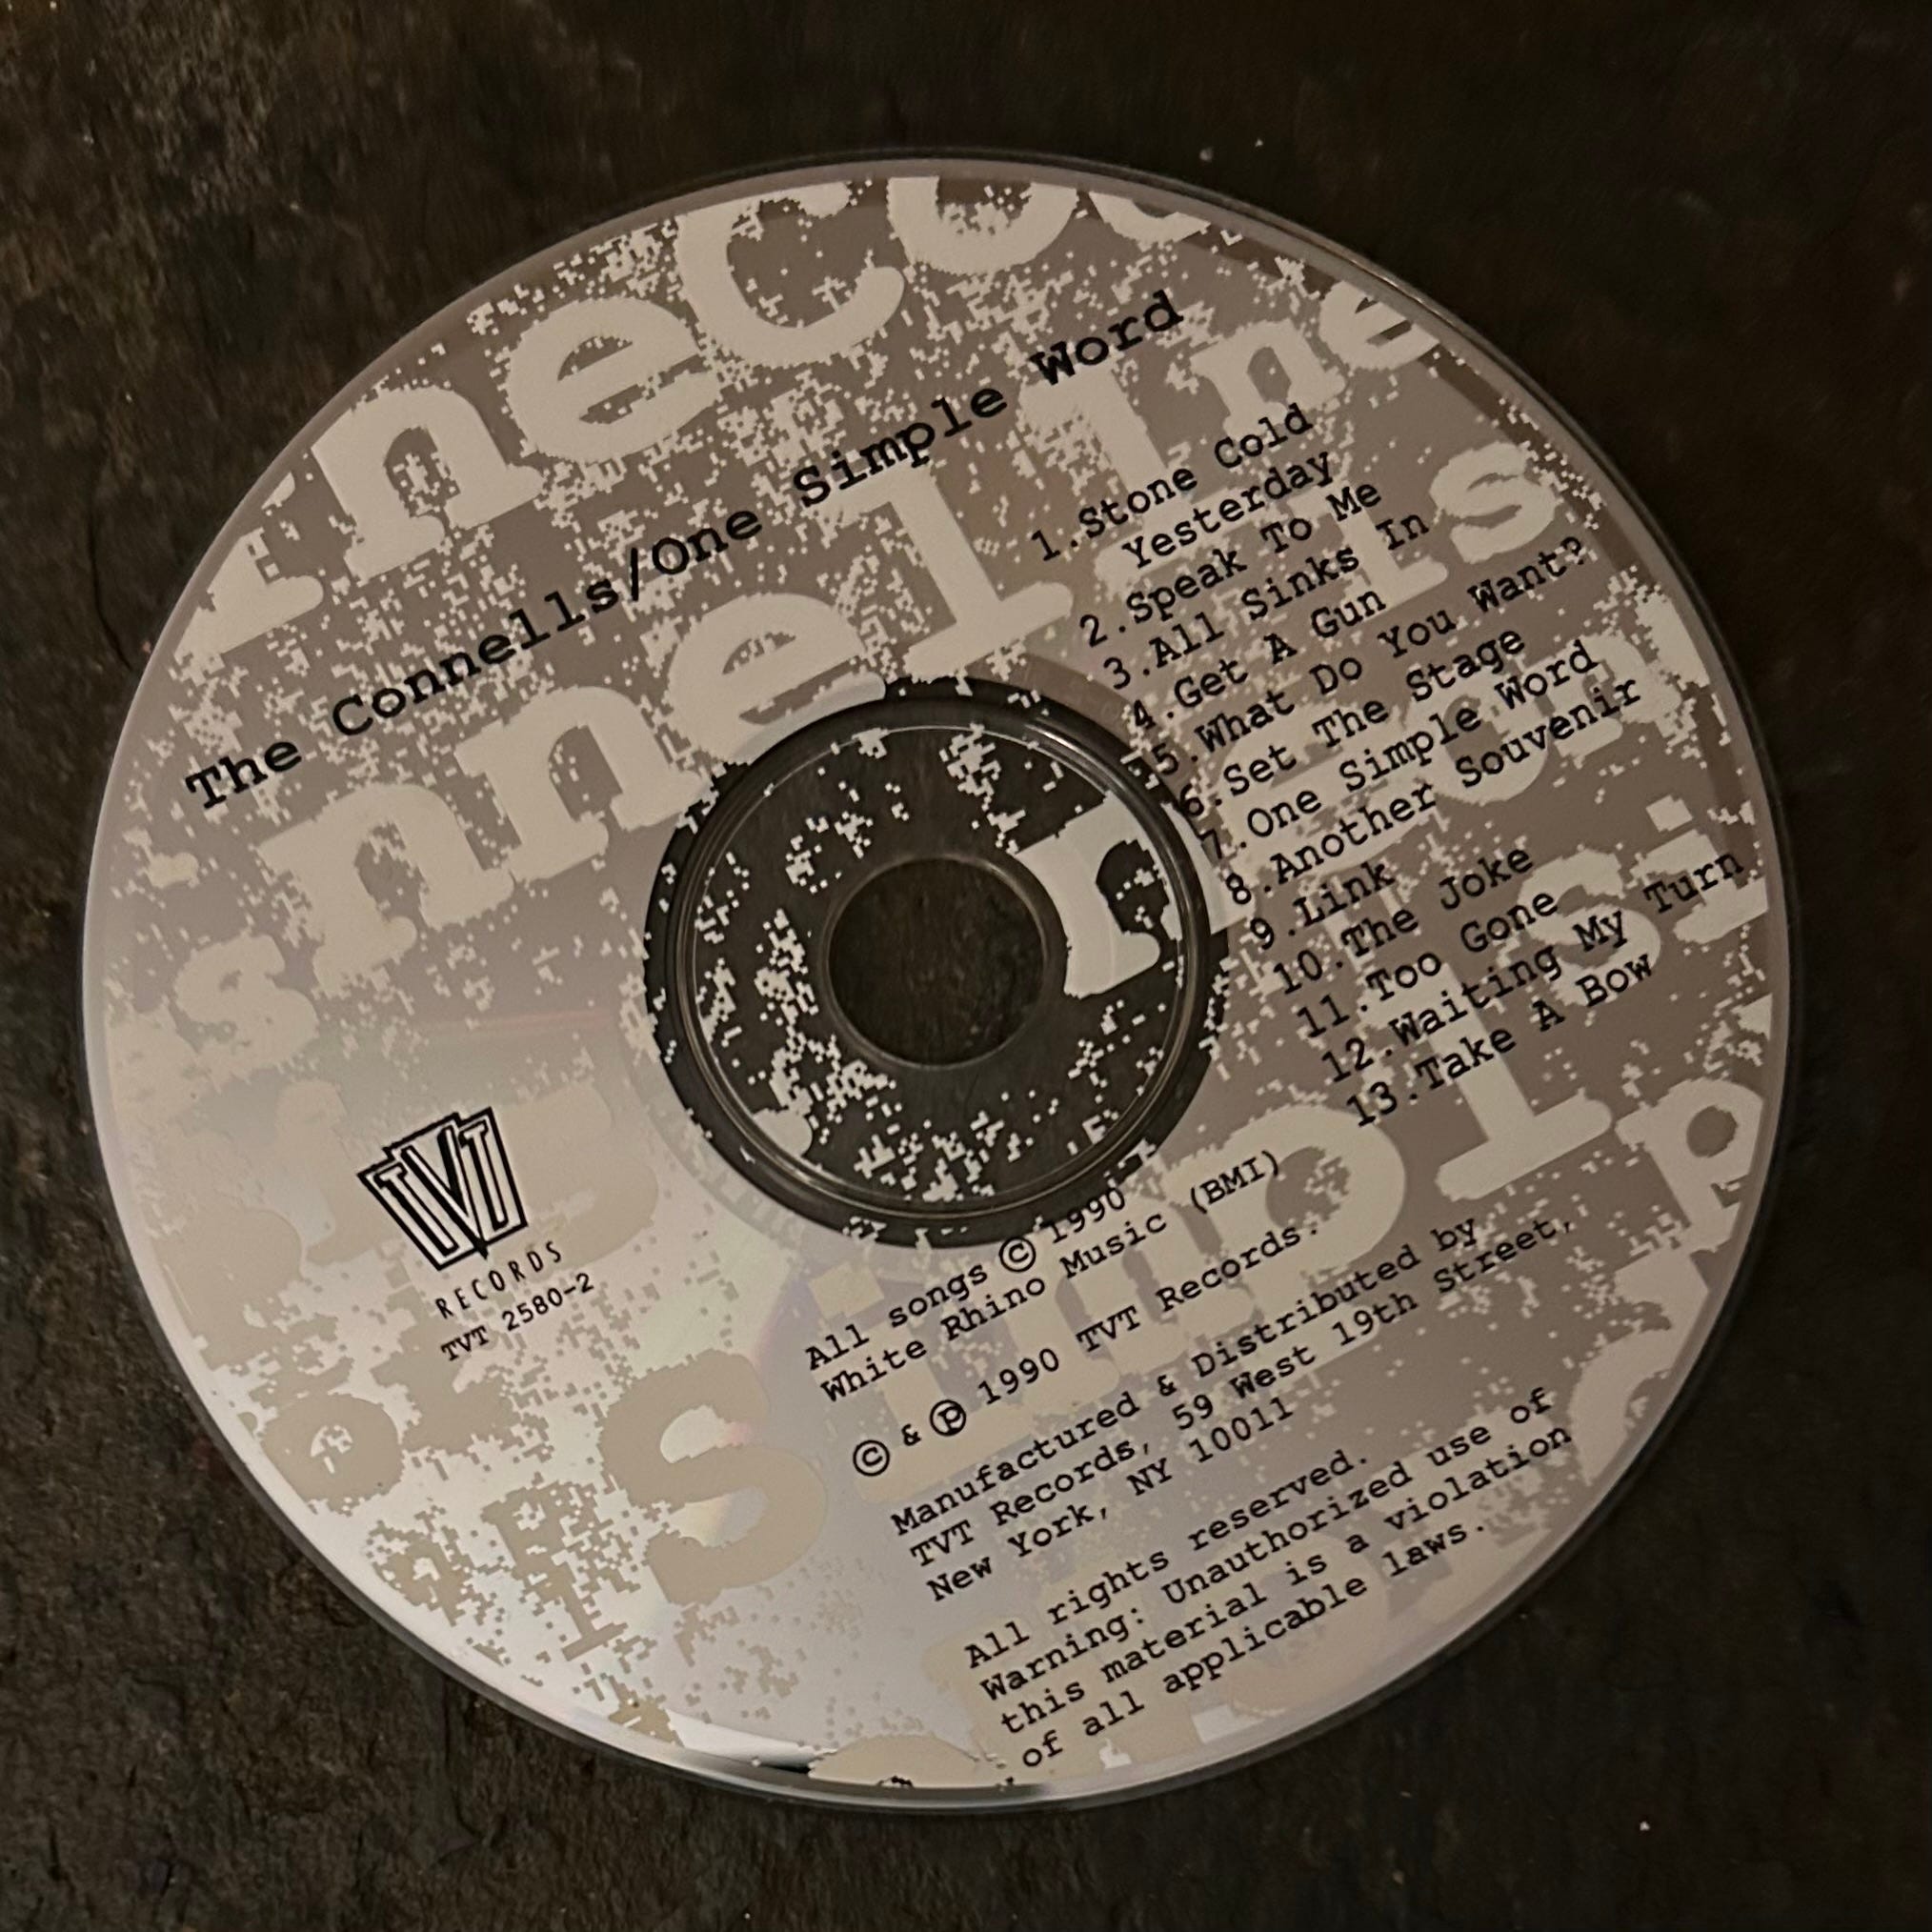 The Connells/One Simple Word
1.Stone Cold
Yesterday
2.Speak To Me
3.All Sinks In
4.Get A Gun
5.What Do You Want?
6.Set The Stage
7.One Simple Word
8.Another Souvenir
9.Link
10.The Joke
11.Too Gone
12.Waiting My Turn
13.Take A Bow
TVT
RECORDS
TVT 2580-2
All songs © 1990
White Rhino Music (BMI)
© & ℗ 1990 TVT Records.
Manufactured & Distributed by
TVT Records, 59 West 19th Street,
New York, NY 10011
All rights reserved.
Warning: Unauthorized use of
this material is a violation
of all applicable laws.